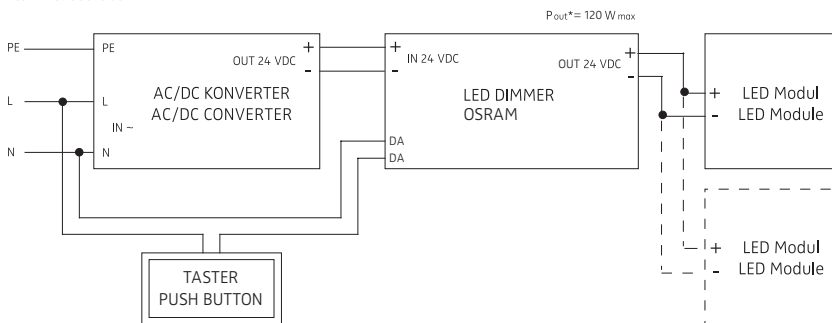 Pout*= 120 W max
PE
PE
OUT 24 VDC
+
-
L
L
AC/DC KONVERTER
AC/DC CONVERTER
IN ~
N
N
+
IN 24 VDC
-
OUT 24 VDC
+
-
LED DIMMER
OSRAM
DA
DA
+
LED Modul
-
LED Module
+
LED Modul
-
LED Module
TASTER
PUSH BUTTON